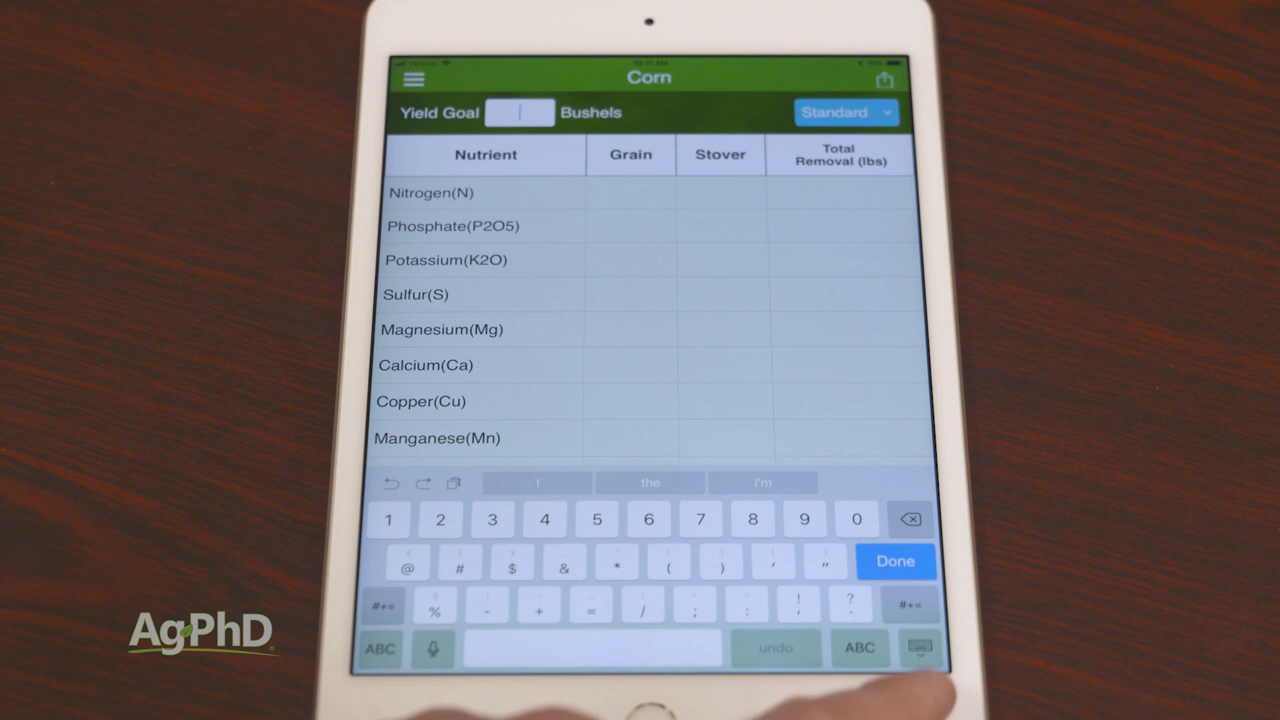 Corn
Yield Goal Bushels Standard
Nutrient Grain Stover Total Removal (lbs)
Nitrogen(N)
Phosphate(P2O5)
Potassium(K2O)
Sulfur(S)
Magnesium(Mg)
Calcium(Ca)
Copper(Cu)
Manganese(Mn)
I the I'm
1 2 3 4 5 6 7 8 9 0
@ # $ & * ( ) ' " Done
#+= % - + = / ; : ! , ? . #+=
ABC undo ABC
AgPhD